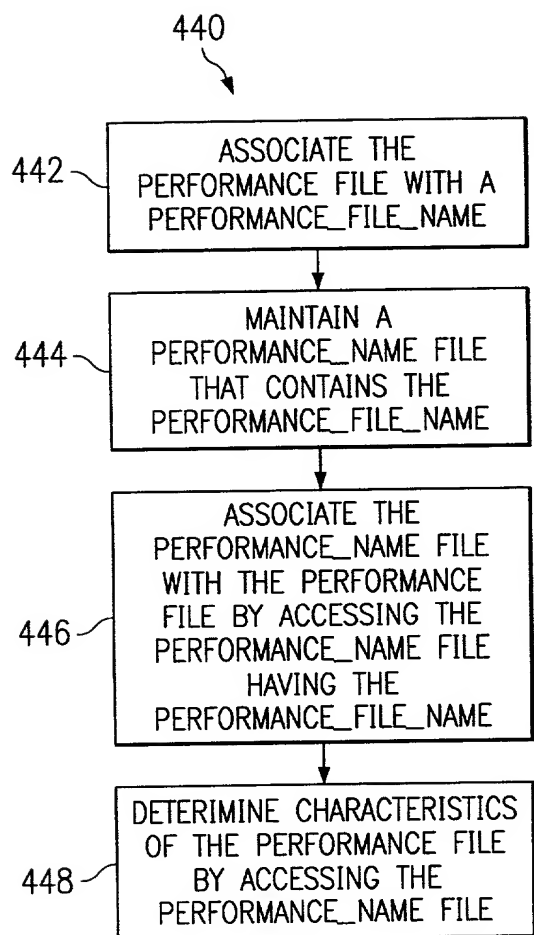 440
442
ASSOCIATE THE
PERFORMANCE FILE WITH A
PERFORMANCE_FILE_NAME
444
MAINTAIN A
PERFORMANCE_NAME FILE
THAT CONTAINS THE
PERFORMANCE_FILE_NAME
446
ASSOCIATE THE
PERFORMANCE_NAME FILE
WITH THE PERFORMANCE
FILE BY ACCESSING THE
PERFORMANCE_NAME FILE
HAVING THE
PERFORMANCE_FILE_NAME
448
DETERIMINE CHARACTERISTICS
OF THE PERFORMANCE FILE
BY ACCESSING THE
PERFORMANCE_NAME FILE